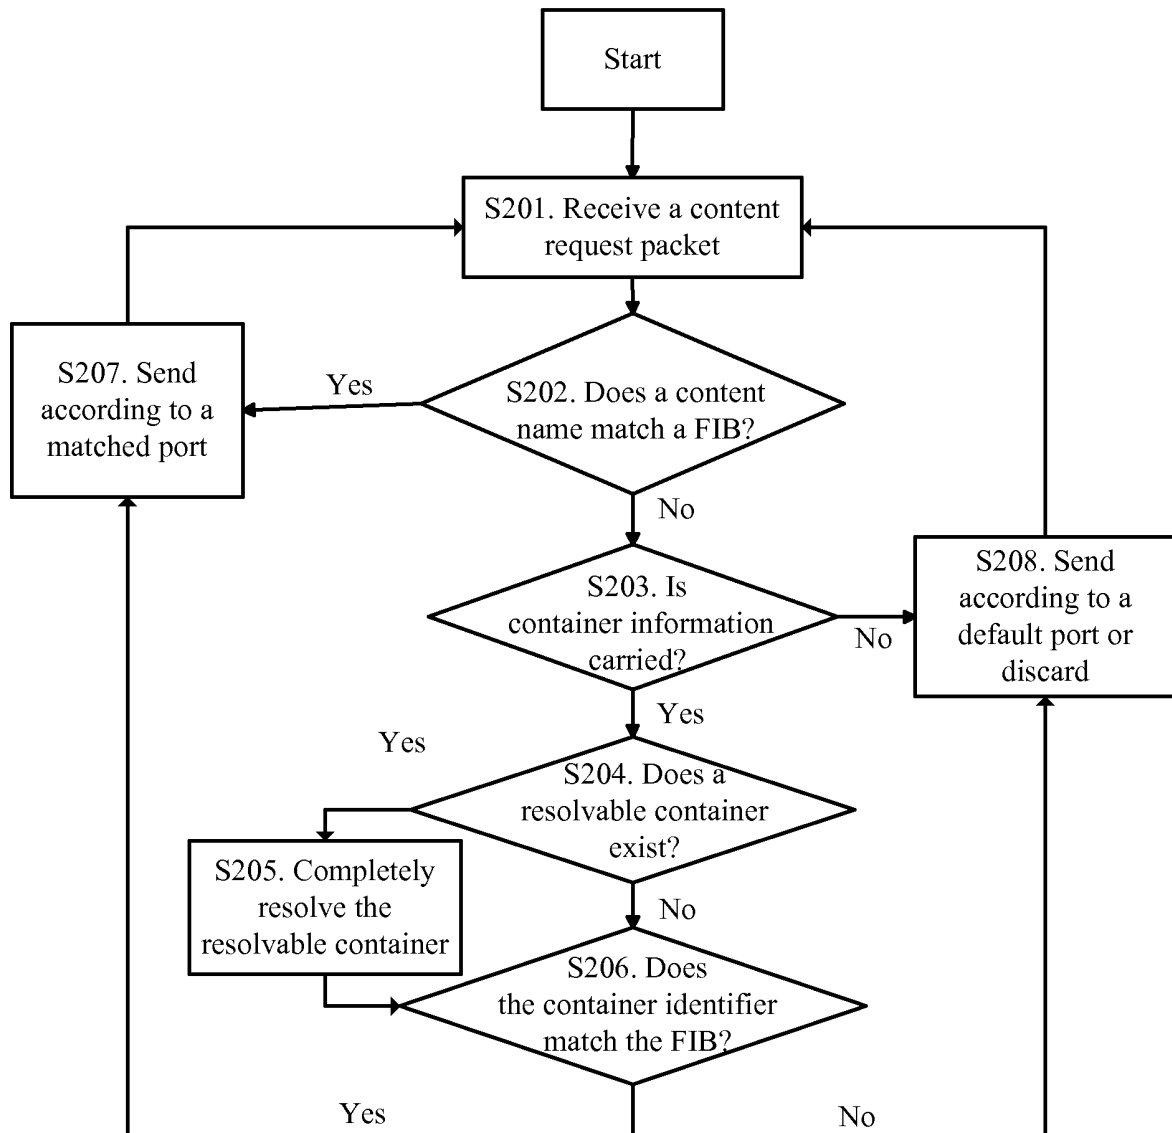 Start
S201. Receive a content
request packet
S207. Send
according to a
matched port
Yes
S202. Does a content
name match a FIB?
No
S203. Is
container information
carried?
No
S208. Send
according to a
default port or
discard
Yes
Yes
S204. Does a
resolvable container
exist?
S205. Completely
resolve the
resolvable container
No
S206. Does
the container identifier
match the FIB?
Yes
No